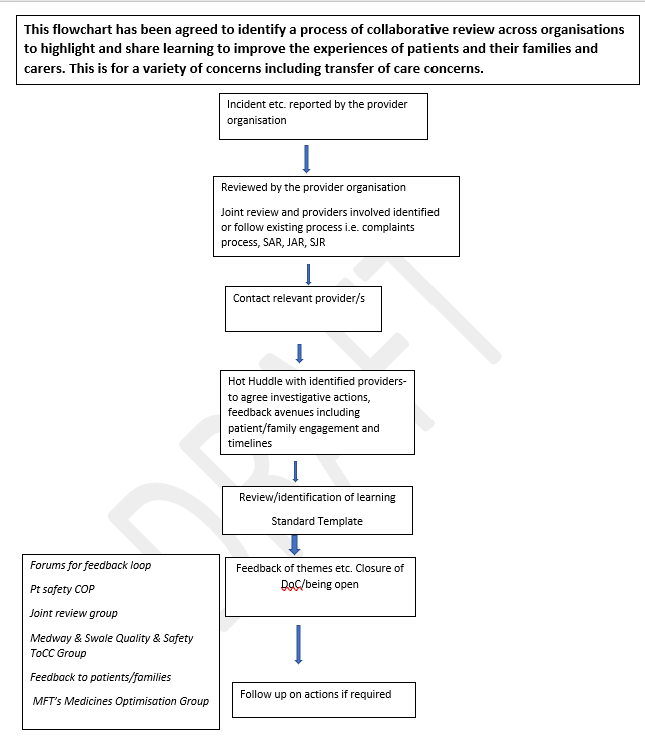 This flowchart has been agreed to identify a process of collaborative review across organisations
to highlight and share learning to improve the experiences of patients and their families and
carers. This is for a variety of concerns including transfer of care concerns.
Incident etc. reported by the provider
organisation
Reviewed by the provider organisation
Joint review and providers involved identified
or follow existing process i.e. complaints
process, SAR, JAR, SJR
Contact relevant provider/s
Hot Huddle with identified providers-
to agree investigative actions,
feedback avenues including
patient/family engagement and
timelines
Review/identification of learning
Standard Template
Feedback of themes etc. Closure of
DoC/being open
Forums for feedback loop
Pt safety COP
Joint review group
Medway & Swale Quality & Safety
ToCC Group
Feedback to patients/families
MFT's Medicines Optimisation Group
Follow up on actions if required
DRAFT